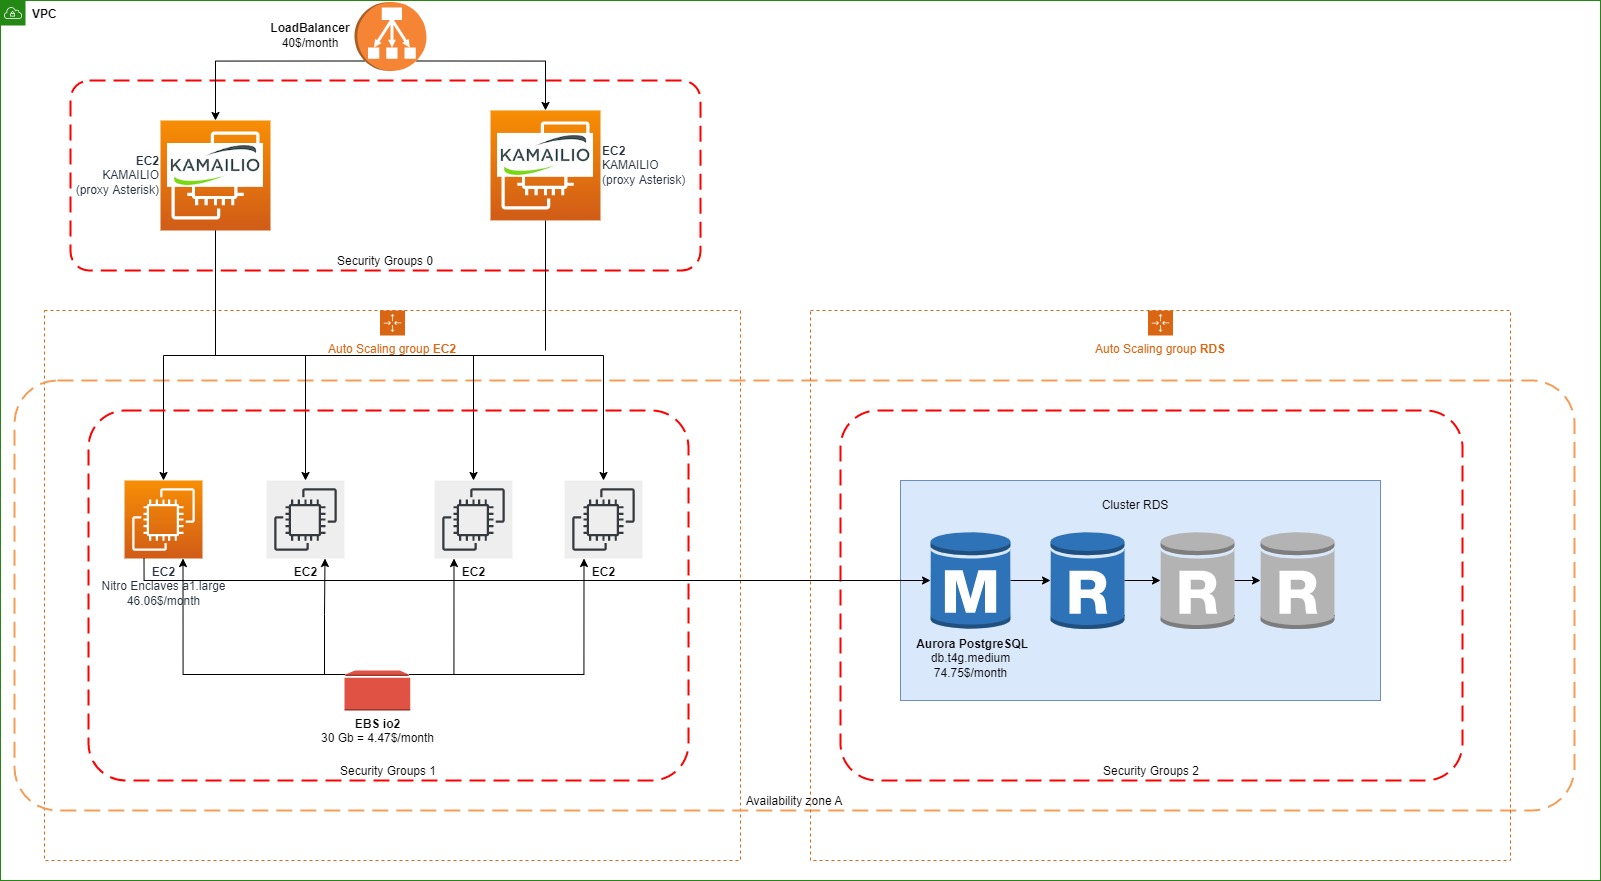 VPC
LoadBalancer
40$/month
KAMAILIO
EC2
KAMAILIO
(proxy Asterisk)
KAMAILIO
EC2
KAMAILIO
(proxy Asterisk)
Security Groups 0
Auto Scaling group EC2
Auto Scaling group RDS
EC2
Nitro Enclaves a1.large
46.06$/month
EC2
EC2
EC2
EBS io2
30 Gb = 4.47$/month
Security Groups 1
Cluster RDS
M
R
R
R
Aurora PostgreSQL
db.t4g.medium
74.75$/month
Security Groups 2
Availability zone A